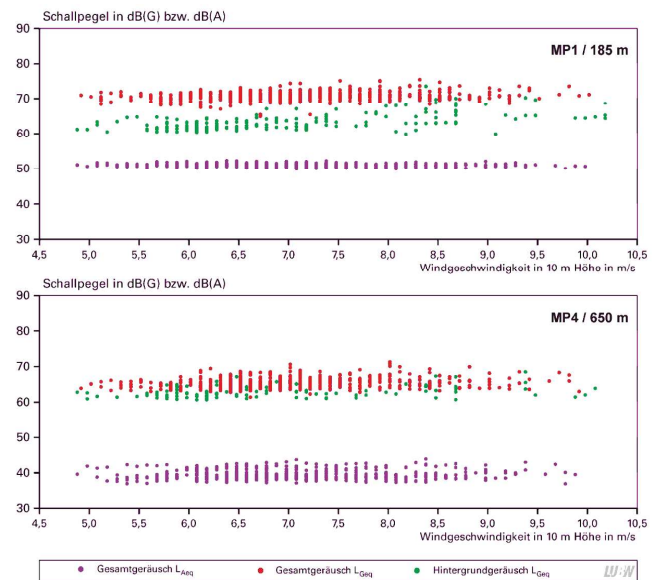 Schallpegel in dB(G) bzw. dB(A)
90
MP1 / 185 m
80
70
60
50
40
30
4,5 5,0 5,5 6,0 6,5 7,0 7,5 8,0 8,5 9,0 9,5 10,0 10,5
Windgeschwindigkeit in 10 m Höhe in m/s
Schallpegel in dB(G) bzw. dB(A)
90
MP4 / 650 m
80
70
60
50
40
30
4,5 5,0 5,5 6,0 6,5 7,0 7,5 8,0 8,5 9,0 9,5 10,0 10,5
Windgeschwindigkeit in 10 m Höhe in m/s
Gesamtgeräusch LAeq Gesamtgeräusch LGeq Hintergrundgeräusch LGeq LUBW